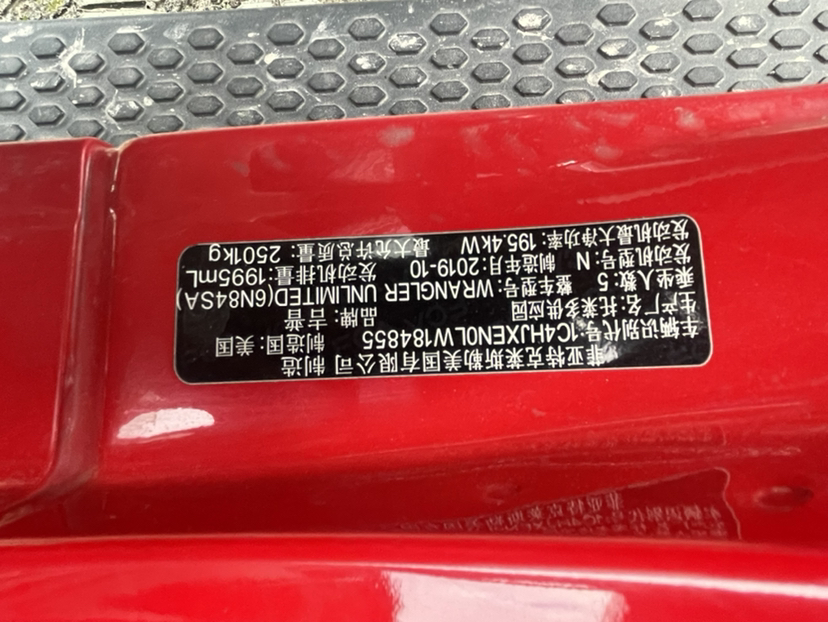 菲亚特克莱斯勒美国有限公司 制造
车辆识别代号:1C4HJXEN0LW184855 制造国:美国
生产厂名:托莱多供应园 品牌:吉普
乘坐人数:5 整车型号:WRANGLER UNLIMITED(6N84SA)
发动机型号:N 制造年月:2019-10 发动机排量:1995mL
发动机最大净功率:195.4kW 最大允许总质量:2501kg